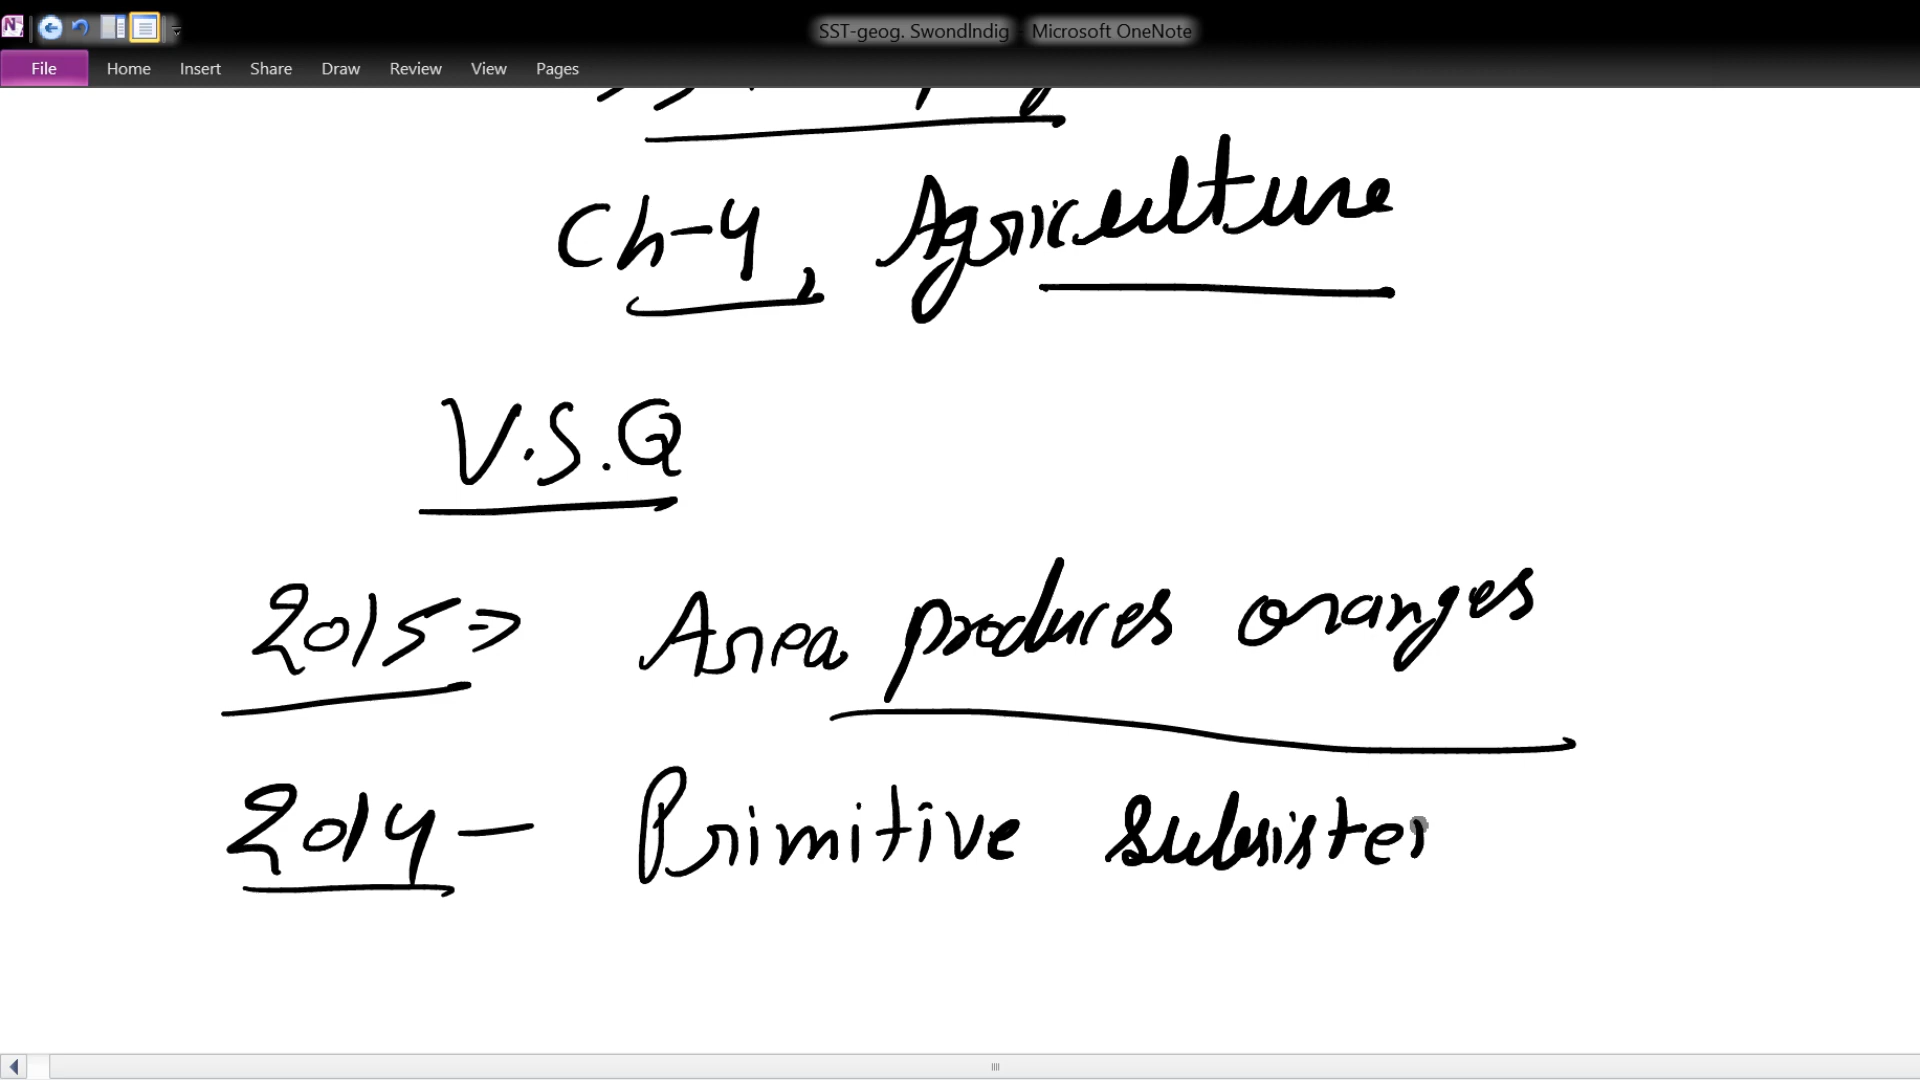 SST-geog. SwondIndig - Microsoft OneNote
File Home Insert Share Draw Review View Pages
Ch-4, Agriculture
V.S.Q
2015 => Area produces oranges
2014 - Primitive subsister